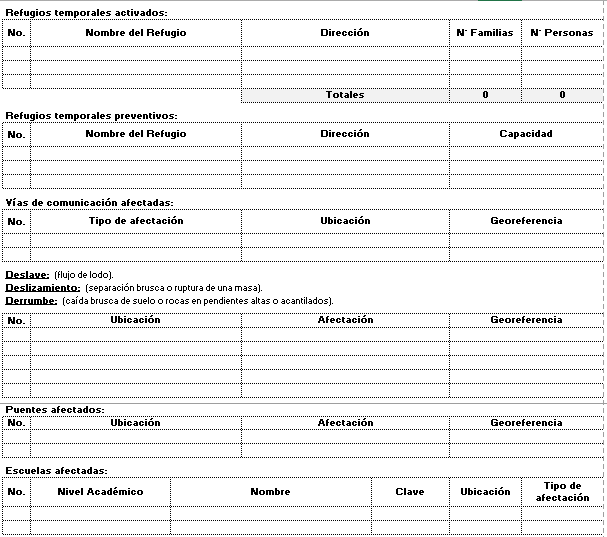 Refugios temporales activados:
No. Nombre del Refugio Dirección N° Familias N° Personas
Totales 0 0
Refugios temporales preventivos:
No. Nombre del Refugio Dirección Capacidad
Vías de comunicación afectadas:
No. Tipo de afectación Ubicación Georeferencia
Deslave: (flujo de lodo).
Deslizamiento: (separación brusca o ruptura de una masa).
Derrumbe: (caída brusca de suelo o rocas en pendientes altas o acantilados).
No. Ubicación Afectación Georeferencia
Puentes afectados:
No. Ubicación Afectación Georeferencia
Escuelas afectadas:
No. Nivel Académico Nombre Clave Ubicación Tipo de
afectación